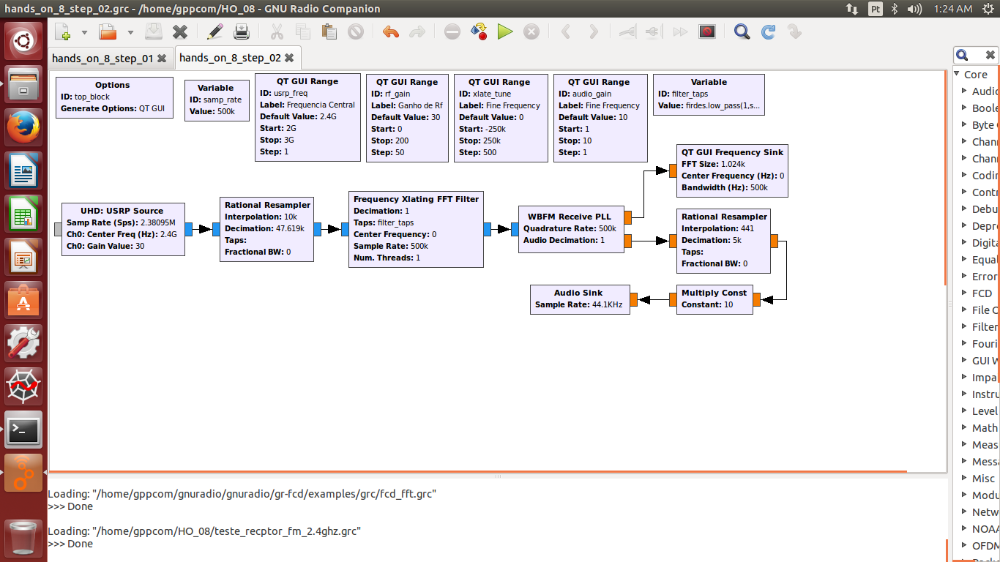 hands_on_8_step_02.grc - /home/gppcom/HO_08 - GNU Radio Companion
Pt
1:24 AM
hands_on_8_step_01
hands_on_8_step_02
Options
ID: top_block
Generate Options: QT GUI
Variable
ID: samp_rate
Value: 500k
QT GUI Range
ID: usrp_freq
Label: Frequencia Central
Default Value: 2.4G
Start: 2G
Stop: 3G
Step: 1
QT GUI Range
ID: rf_gain
Label: Ganho de Rf
Default Value: 30
Start: 0
Stop: 200
Step: 50
QT GUI Range
ID: xlate_tune
Label: Fine Frequency
Default Value: 0
Start: -250k
Stop: 250k
Step: 500
QT GUI Range
ID: audio_gain
Label: Fine Frequency
Default Value: 10
Start: 1
Stop: 10
Step: 1
Variable
ID: filter_taps
Value: firdes.low_pass(1,s...
QT GUI Frequency Sink
FFT Size: 1.024k
Center Frequency (Hz): 0
Bandwidth (Hz): 500k
UHD: USRP Source
Samp Rate (Sps): 2.38095M
Ch0: Center Freq (Hz): 2.4G
Ch0: Gain Value: 30
Rational Resampler
Interpolation: 10k
Decimation: 47.619k
Taps:
Fractional BW: 0
Frequency Xlating FFT Filter
Decimation: 1
Taps: filter_taps
Center Frequency: 0
Sample Rate: 500k
Num. Threads: 1
WBFM Receive PLL
Quadrature Rate: 500k
Audio Decimation: 1
Rational Resampler
Interpolation: 441
Decimation: 5k
Taps:
Fractional BW: 0
Audio Sink
Sample Rate: 44.1KHz
Multiply Const
Constant: 10
Core
Audio
Boole
Byte
Chan
Chan
Codin
Contr
Debu
Depr
Digita
Equal
Error
FCD
File O
Filter
Fouri
GUI W
Impa
Instru
Level
Math
Meas
Messa
Misc
Modu
Netw
NOAA
OFDM
Loading: "/home/gppcom/gnuradio/gnuradio/gr-fcd/examples/grc/fcd_fft.grc"
>>> Done
Loading: "/home/gppcom/HO_08/teste_recptor_fm_2.4ghz.grc"
>>> Done